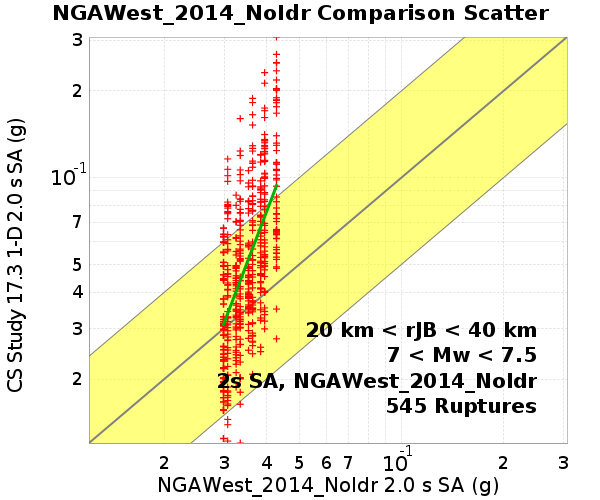 NGAWest_2014_NoIdr Comparison Scatter
3
2
10-1
7
5
4
3
2
CS Study 17.3 1-D 2.0 s SA (g)
20 km < rJB < 40 km
7 < Mw < 7.5
2s SA, NGAWest_2014_NoIdr
545 Ruptures
2 3 4 5 6 7 10-1 2 3
NGAWest_2014_NoIdr 2.0 s SA (g)